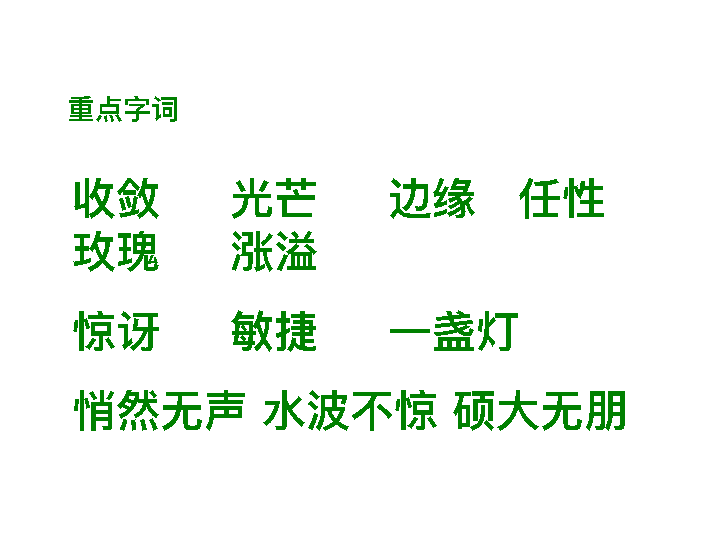 重点字词
收敛 光芒 边缘 任性
玫瑰 涨溢
惊讶 敏捷 一盏灯
悄然无声 水波不惊 硕大无朋